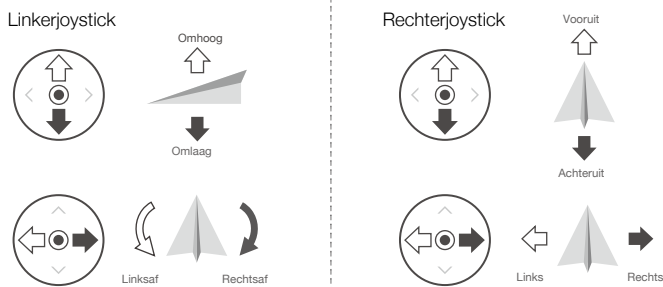 Linkerjoystick
Omhoog
Omlaag
Linksaf
Rechtsaf
Rechterjoystick
Vooruit
Achteruit
Links
Rechts